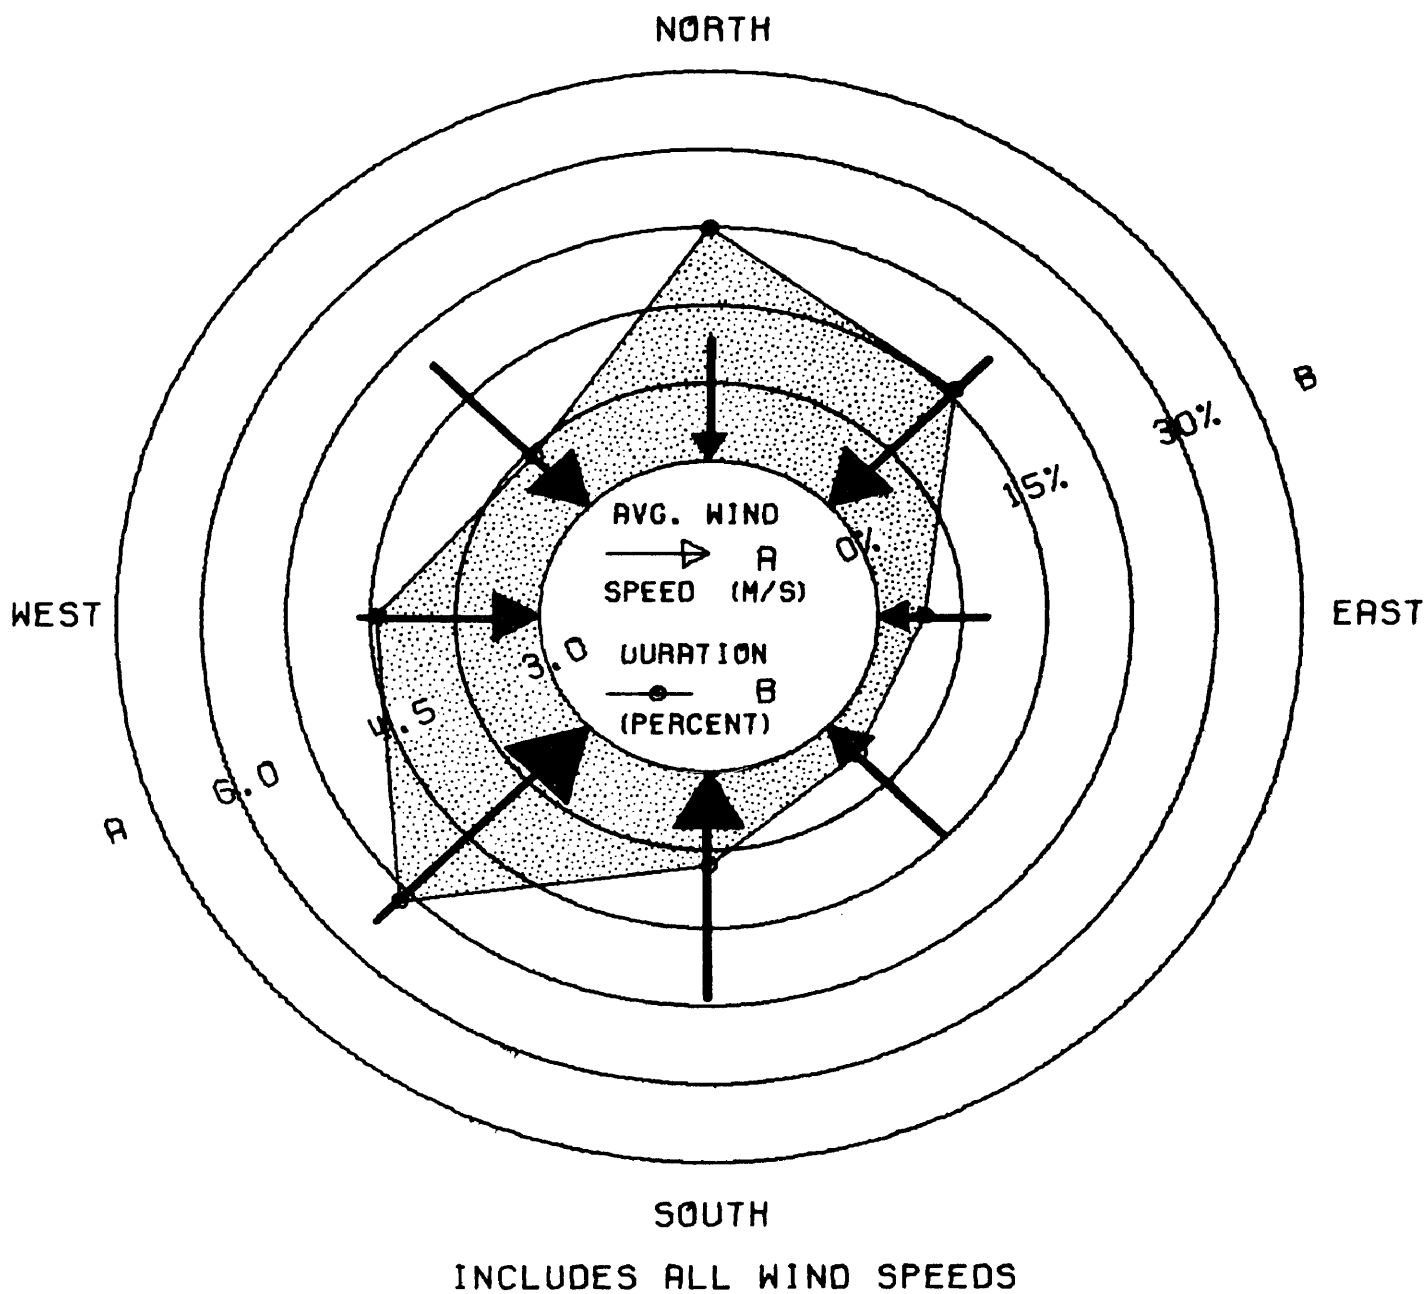 NORTH
B
30%
15%
AVG. WIND
0%
A
SPEED (M/S)
WEST
EAST
3.0
DURATION
B
(PERCENT)
4.5
6.0
A
SOUTH
INCLUDES ALL WIND SPEEDS